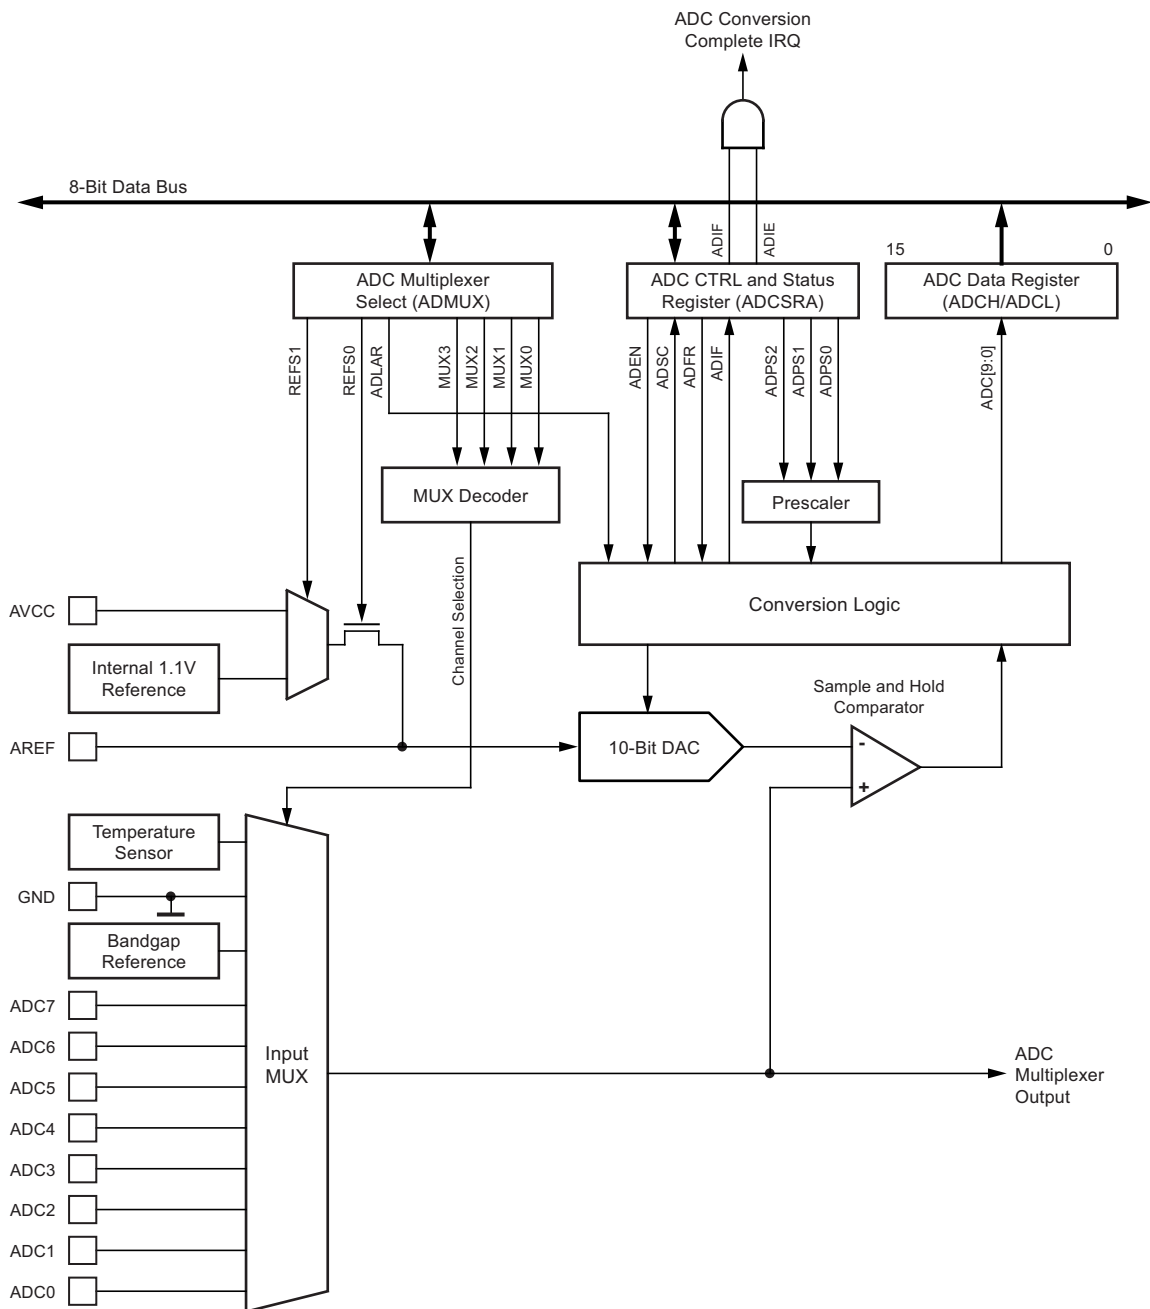 ADC Conversion
Complete IRQ
8-Bit Data Bus
ADIF
ADIE
15
0
ADC Multiplexer
Select (ADMUX)
ADC CTRL and Status
Register (ADCSRA)
ADC Data Register
(ADCH/ADCL)
REFS1
REFS0
ADLAR
MUX3
MUX2
MUX1
MUX0
ADEN
ADSC
ADFR
ADIF
ADPS2
ADPS1
ADPS0
ADC[9:0]
MUX Decoder
Prescaler
Channel Selection
Conversion Logic
AVCC
Internal 1.1V
Reference
Sample and Hold
Comparator
AREF
10-Bit DAC
-
+
Temperature
Sensor
GND
Bandgap
Reference
ADC7
ADC6
ADC5
ADC4
ADC3
ADC2
ADC1
ADC0
Input
MUX
ADC
Multiplexer
Output